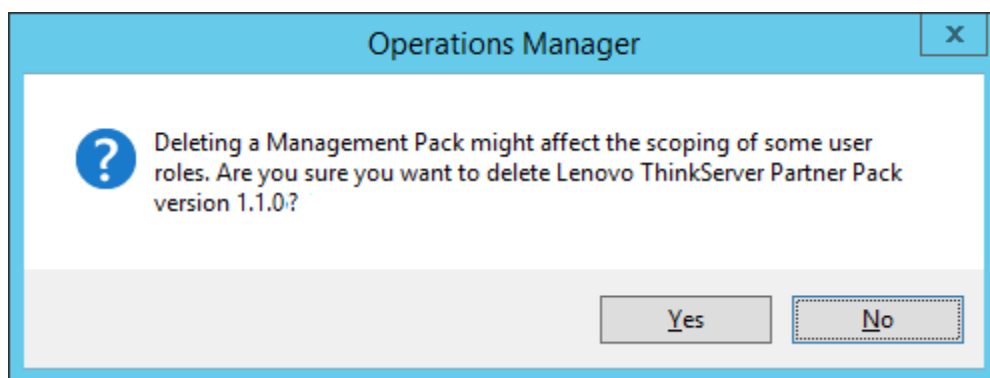 Operations Manager
x
?
Deleting a Management Pack might affect the scoping of some user
roles. Are you sure you want to delete Lenovo ThinkServer Partner Pack
version 1.1.0?
Yes
No